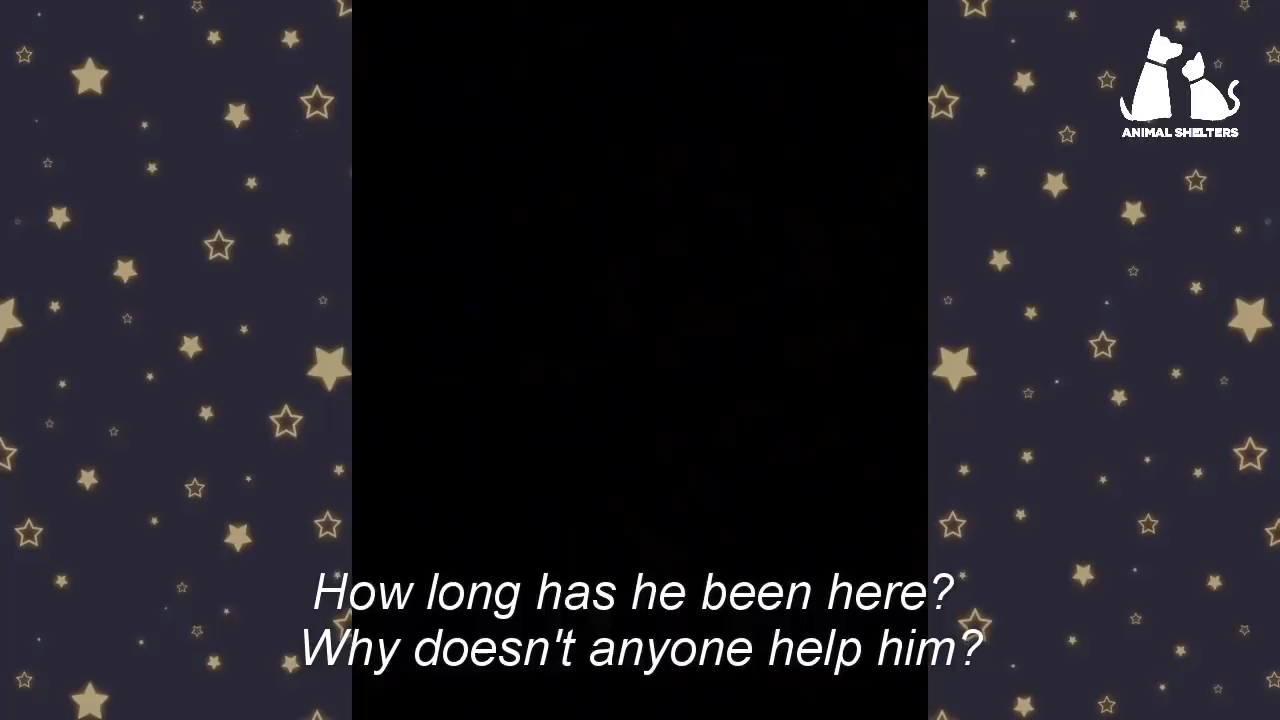 ANIMAL SHELTERS
How long has he been here?
Why doesn't anyone help him?